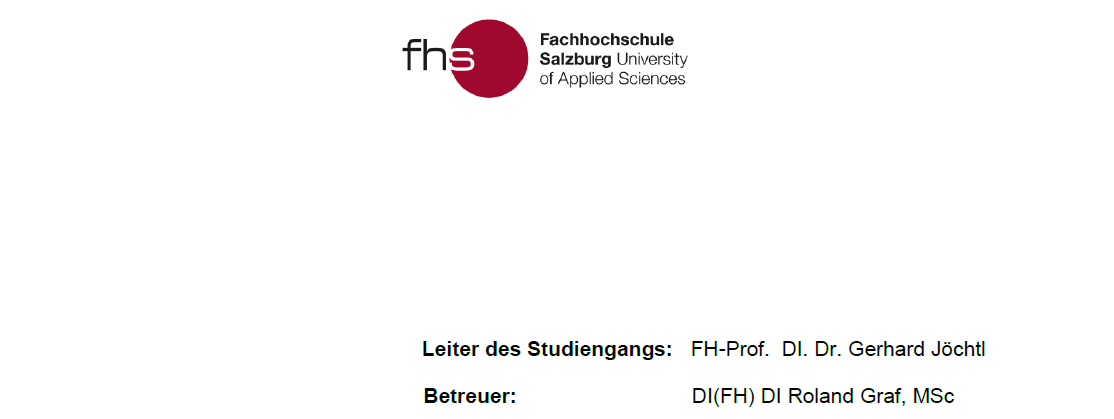 fhs
Fachhochschule
Salzburg University
of Applied Sciences
Leiter des Studiengangs: FH-Prof. DI. Dr. Gerhard Jöchtl
Betreuer: DI(FH) DI Roland Graf, MSc